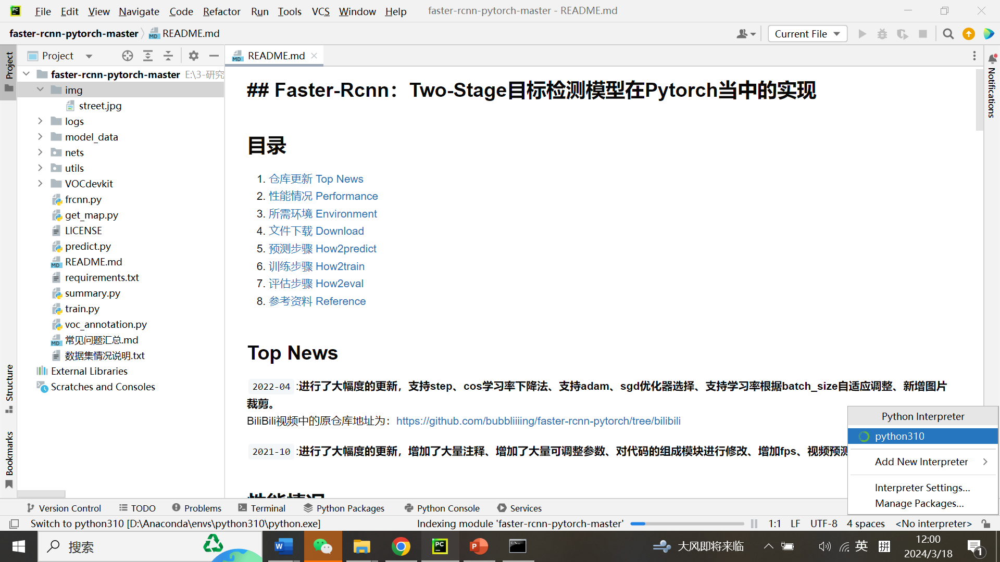 File Edit View Navigate Code Refactor Run Tools VCS Window Help faster-rcnn-pytorch-master - README.md
faster-rcnn-pytorch-master README.md Current File
Project
Project
README.md
faster-rcnn-pytorch-master E:\3-研究
img
street.jpg
logs
model_data
nets
utils
VOCdevkit
frcnn.py
get_map.py
LICENSE
predict.py
README.md
requirements.txt
summary.py
train.py
voc_annotation.py
常见问题汇总.md
数据集情况说明.txt
External Libraries
Scratches and Consoles
Structure
Bookmarks
## Faster-Rcnn：Two-Stage目标检测模型在Pytorch当中的实现
目录
1. 仓库更新 Top News
2. 性能情况 Performance
3. 所需环境 Environment
4. 文件下载 Download
5. 预测步骤 How2predict
6. 训练步骤 How2train
7. 评估步骤 How2eval
8. 参考资料 Reference
Top News
2022-04 :进行了大幅度的更新，支持step、cos学习率下降法、支持adam、sgd优化器选择、支持学习率根据batch_size自适应调整、新增图片
裁剪。
BiliBili视频中的原仓库地址为：https://github.com/bubbliiiing/faster-rcnn-pytorch/tree/bilibili
2021-10 :进行了大幅度的更新，增加了大量注释、增加了大量可调整参数、对代码的组成模块进行修改、增加fps、视频预测
性能情况
Notifications
Python Interpreter
python310
Add New Interpreter
Interpreter Settings...
Manage Packages...
Version Control TODO Problems Terminal Python Packages Python Console Services
Switch to python310 [D:\Anaconda\envs\python310\python.exe] Indexing module 'faster-rcnn-pytorch-master' 1:1 LF UTF-8 4 spaces <No interpreter>
搜索 大风即将来临 英 拼 12:00
2024/3/18 1